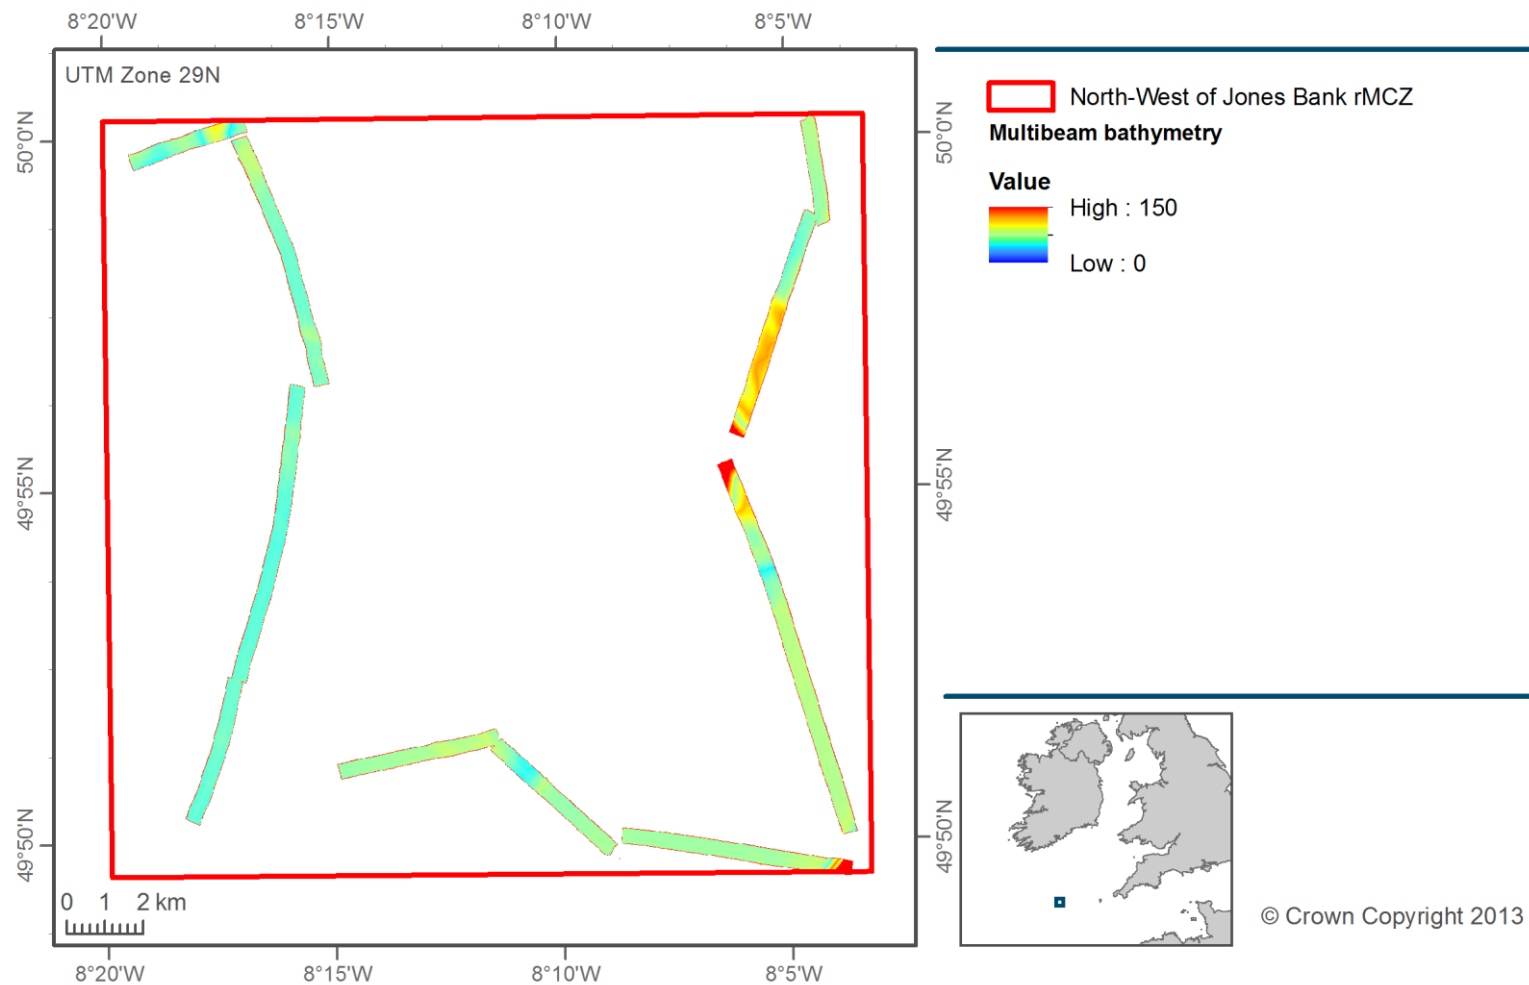 8°20'W 8°15'W 8°10'W 8°5'W
UTM Zone 29N
50°0'N
50°0'N
49°55'N
49°55'N
49°50'N
49°50'N
0 1 2 km
8°20'W 8°15'W 8°10'W 8°5'W
North-West of Jones Bank rMCZ
Multibeam bathymetry
Value
High : 150
Low : 0
© Crown Copyright 2013